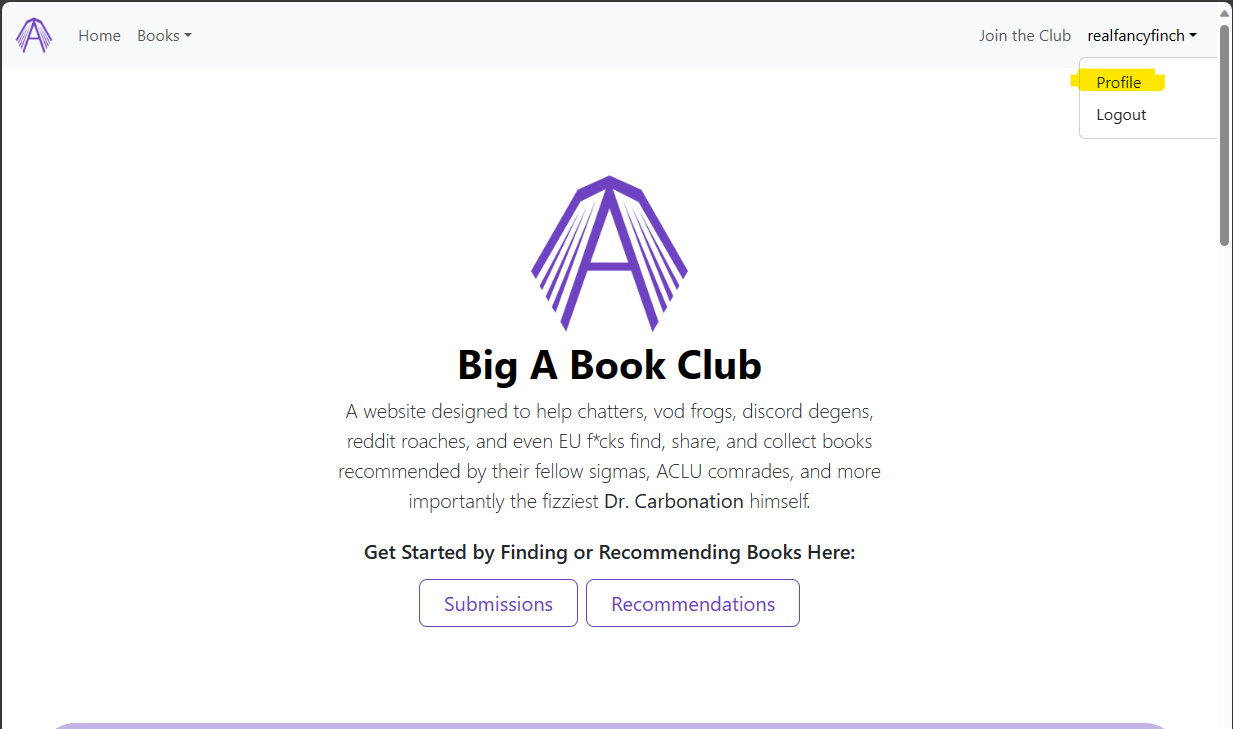 Home Books Join the Club realfancyfinch
Profile
Logout
Big A Book Club
A website designed to help chatters, vod frogs, discord degens,
reddit roaches, and even EU f*cks find, share, and collect books
recommended by their fellow sigmas, ACLU comrades, and more
importantly the fizziest Dr. Carbonation himself.
Get Started by Finding or Recommending Books Here:
Submissions Recommendations